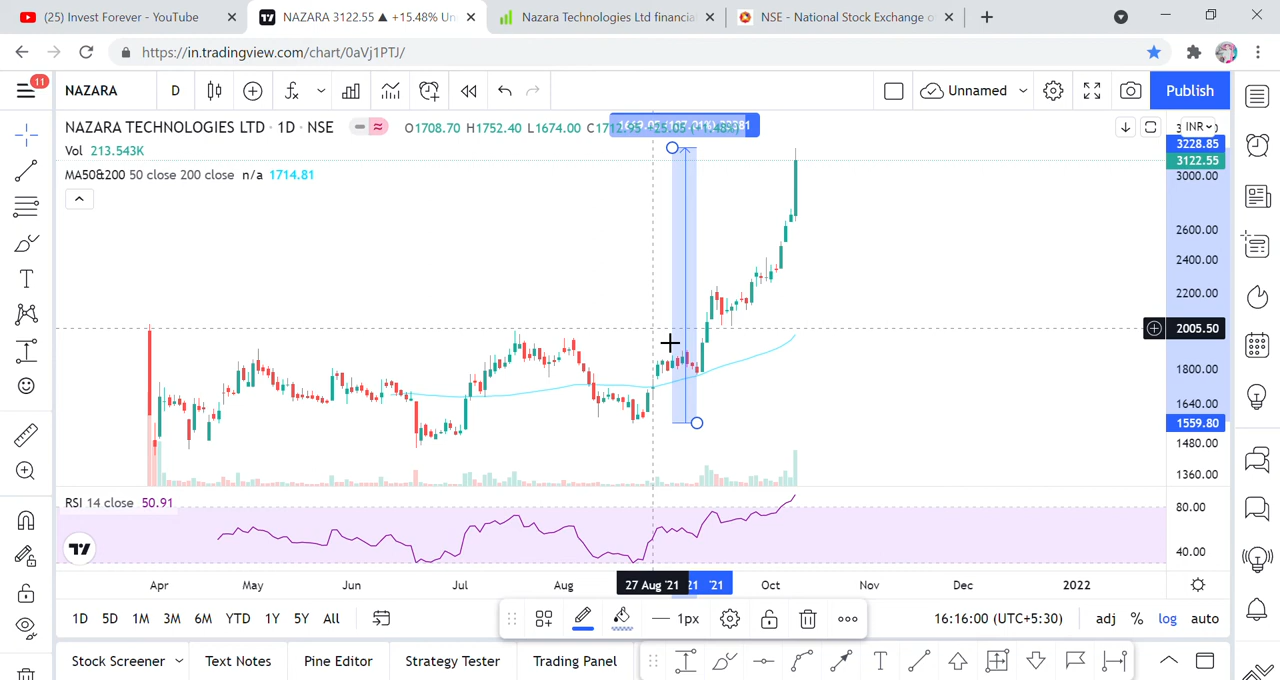 (25) Invest Forever - YouTube
NAZARA 3122.55 ▲ +15.48% Un
Nazara Technologies Ltd financia
NSE - National Stock Exchange o
https://in.tradingview.com/chart/0aVj1PTJ/
11
NAZARA
D
Unnamed
Publish
NAZARA TECHNOLOGIES LTD · 1D · NSE
O1708.70 H1752.40 L1674.00 C1712.95
INR
Vol 213.543K
3228.85
3122.55
MA50&200 50 close 200 close n/a 1714.81
3000.00
2600.00
2400.00
2200.00
2005.50
1800.00
1640.00
1559.80
1480.00
1360.00
RSI 14 close 50.91
80.00
40.00
Apr May Jun Jul Aug 27 Aug '21 '21 Oct Nov Dec 2022
1D 5D 1M 3M 6M YTD 1Y 5Y All
1px
16:16:00 (UTC+5:30)
adj % log auto
Stock Screener Text Notes Pine Editor Strategy Tester Trading Panel